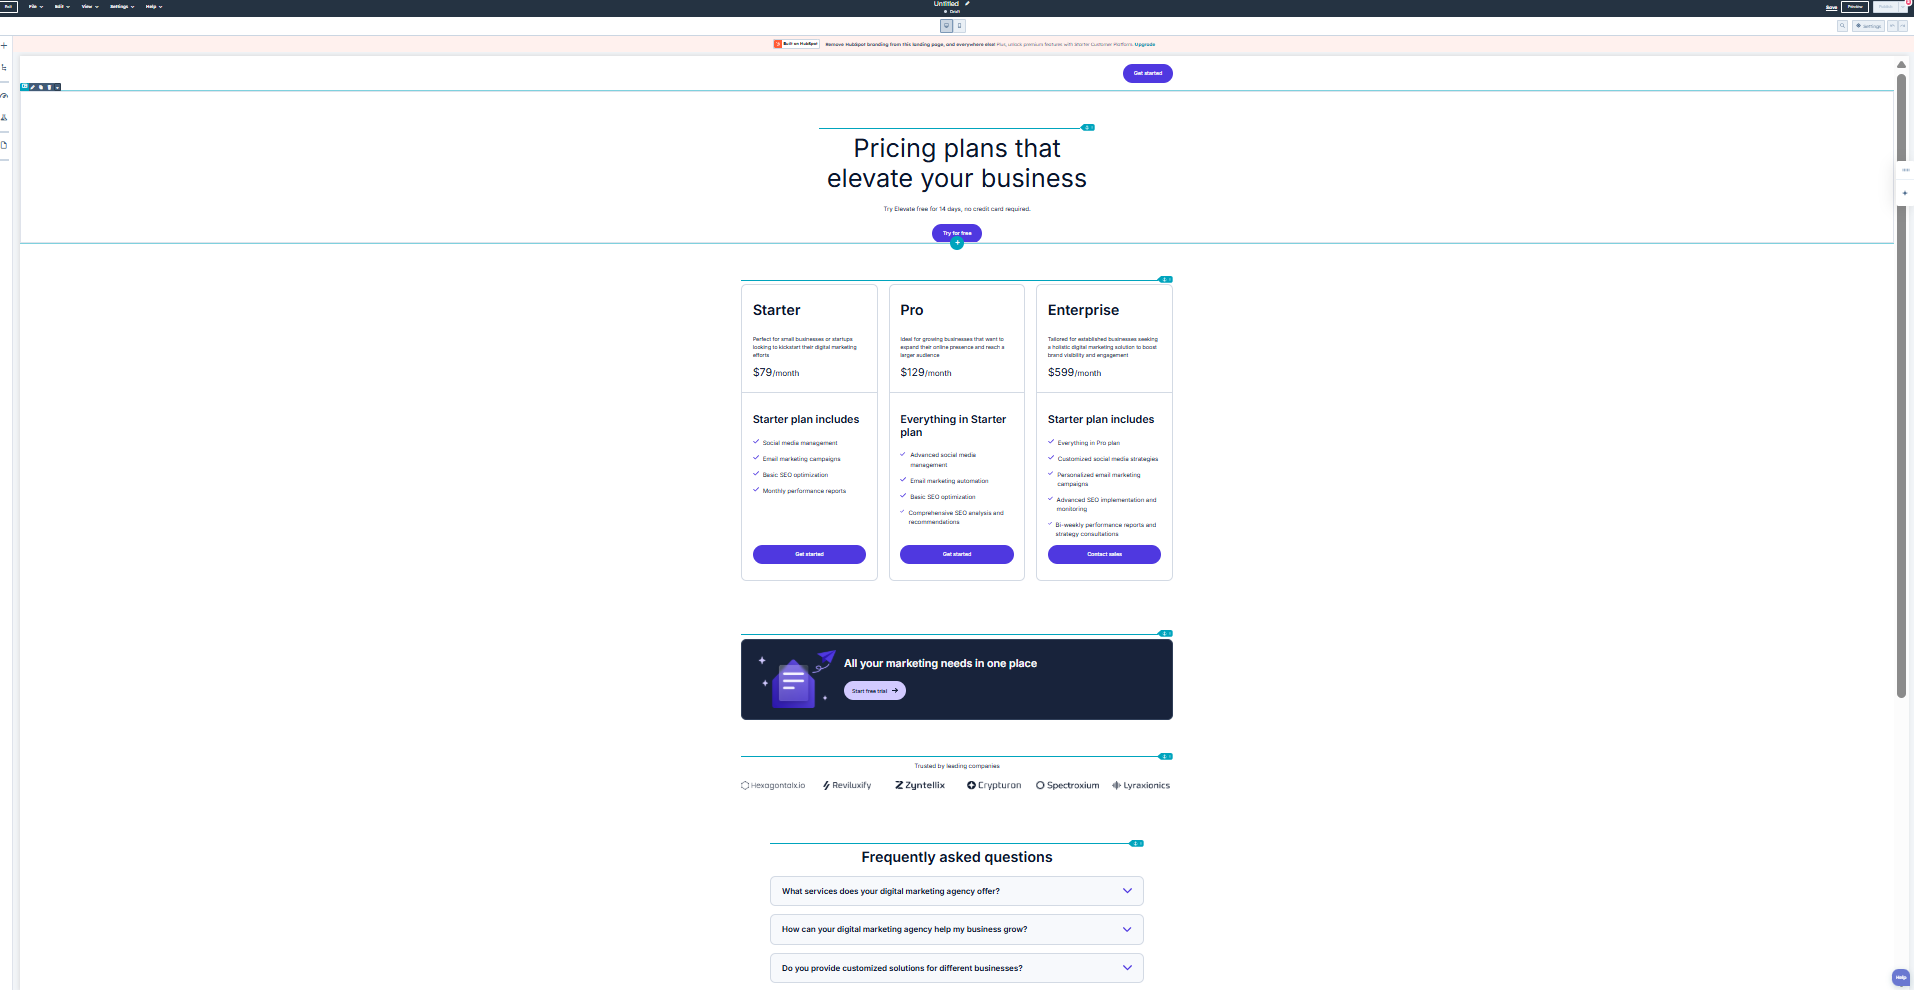 Exit
File
Edit
View
Settings
Help
Untitled
Draft
Save
Preview
Publish
Settings
Built on HubSpot
Remove HubSpot branding from this landing page, and everywhere else! Plus, unlock premium features with Starter Customer Platform. Upgrade
Get started
Pricing plans that
elevate your business
Try Elevate free for 14 days, no credit card required.
Try for free
Starter
Perfect for small businesses or startups
looking to kickstart their digital marketing
efforts
$79/month
Starter plan includes
Social media management
Email marketing campaigns
Basic SEO optimization
Monthly performance reports
Get started
Pro
Ideal for growing businesses that want to
expand their online presence and reach a
larger audience
$129/month
Everything in Starter
plan
Advanced social media
management
Email marketing automation
Basic SEO optimization
Comprehensive SEO analysis and
recommendations
Get started
Enterprise
Tailored for established businesses seeking
a holistic digital marketing solution to boost
brand visibility and engagement
$599/month
Starter plan includes
Everything in Pro plan
Customized social media strategies
Personalized email marketing
campaigns
Advanced SEO implementation and
monitoring
Bi-weekly performance reports and
strategy consultations
Contact sales
All your marketing needs in one place
Start free trial
Trusted by leading companies
Hexagontalx.io
Reviluxify
Zyntellix
Crypturon
Spectroxium
Lyraxionics
Frequently asked questions
What services does your digital marketing agency offer?
How can your digital marketing agency help my business grow?
Do you provide customized solutions for different businesses?
Help